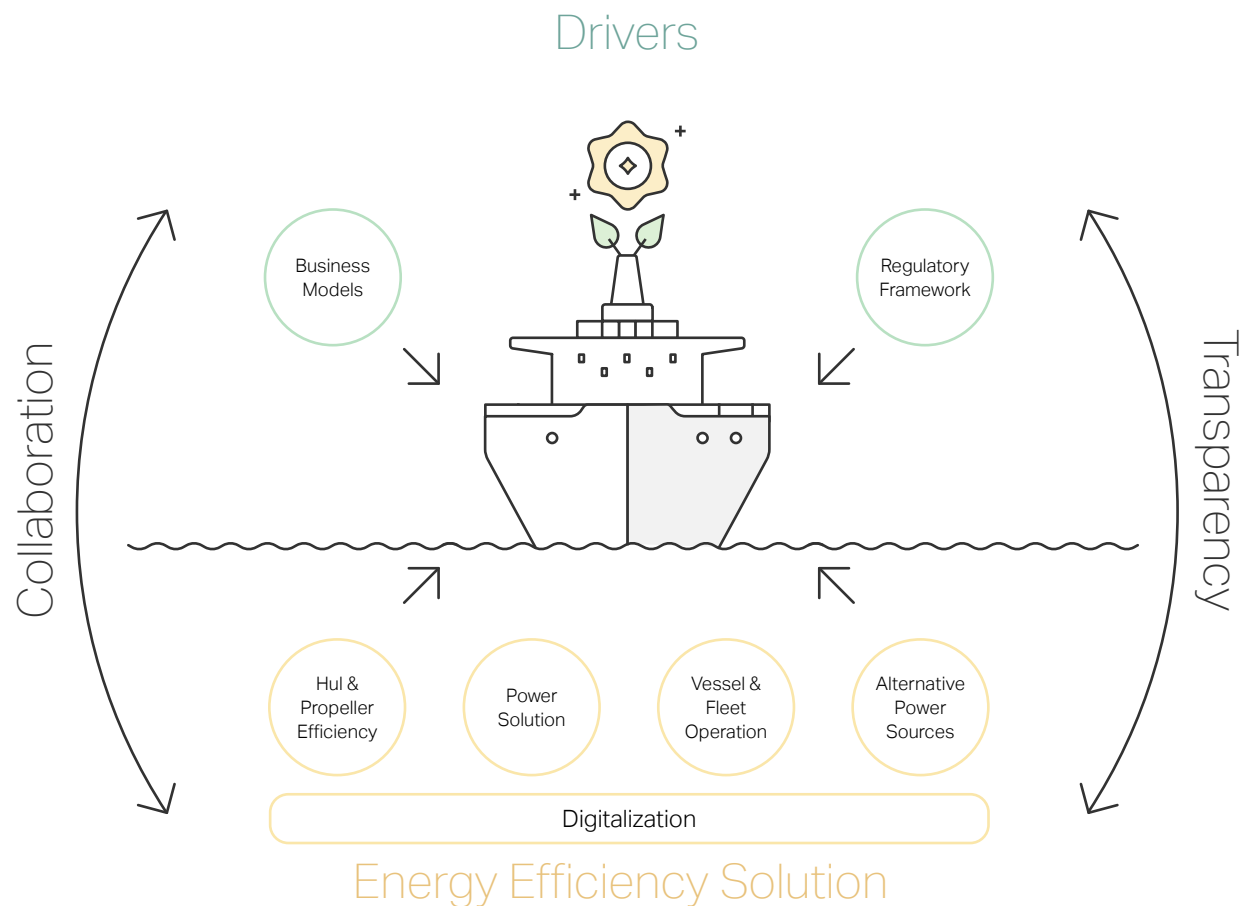 Drivers
Business
Models
Regulatory
Framework
Collaboration
Transparency
Hul &
Propeller
Efficiency
Power
Solution
Vessel &
Fleet
Operation
Alternative
Power
Sources
Digitalization
Energy Efficiency Solution